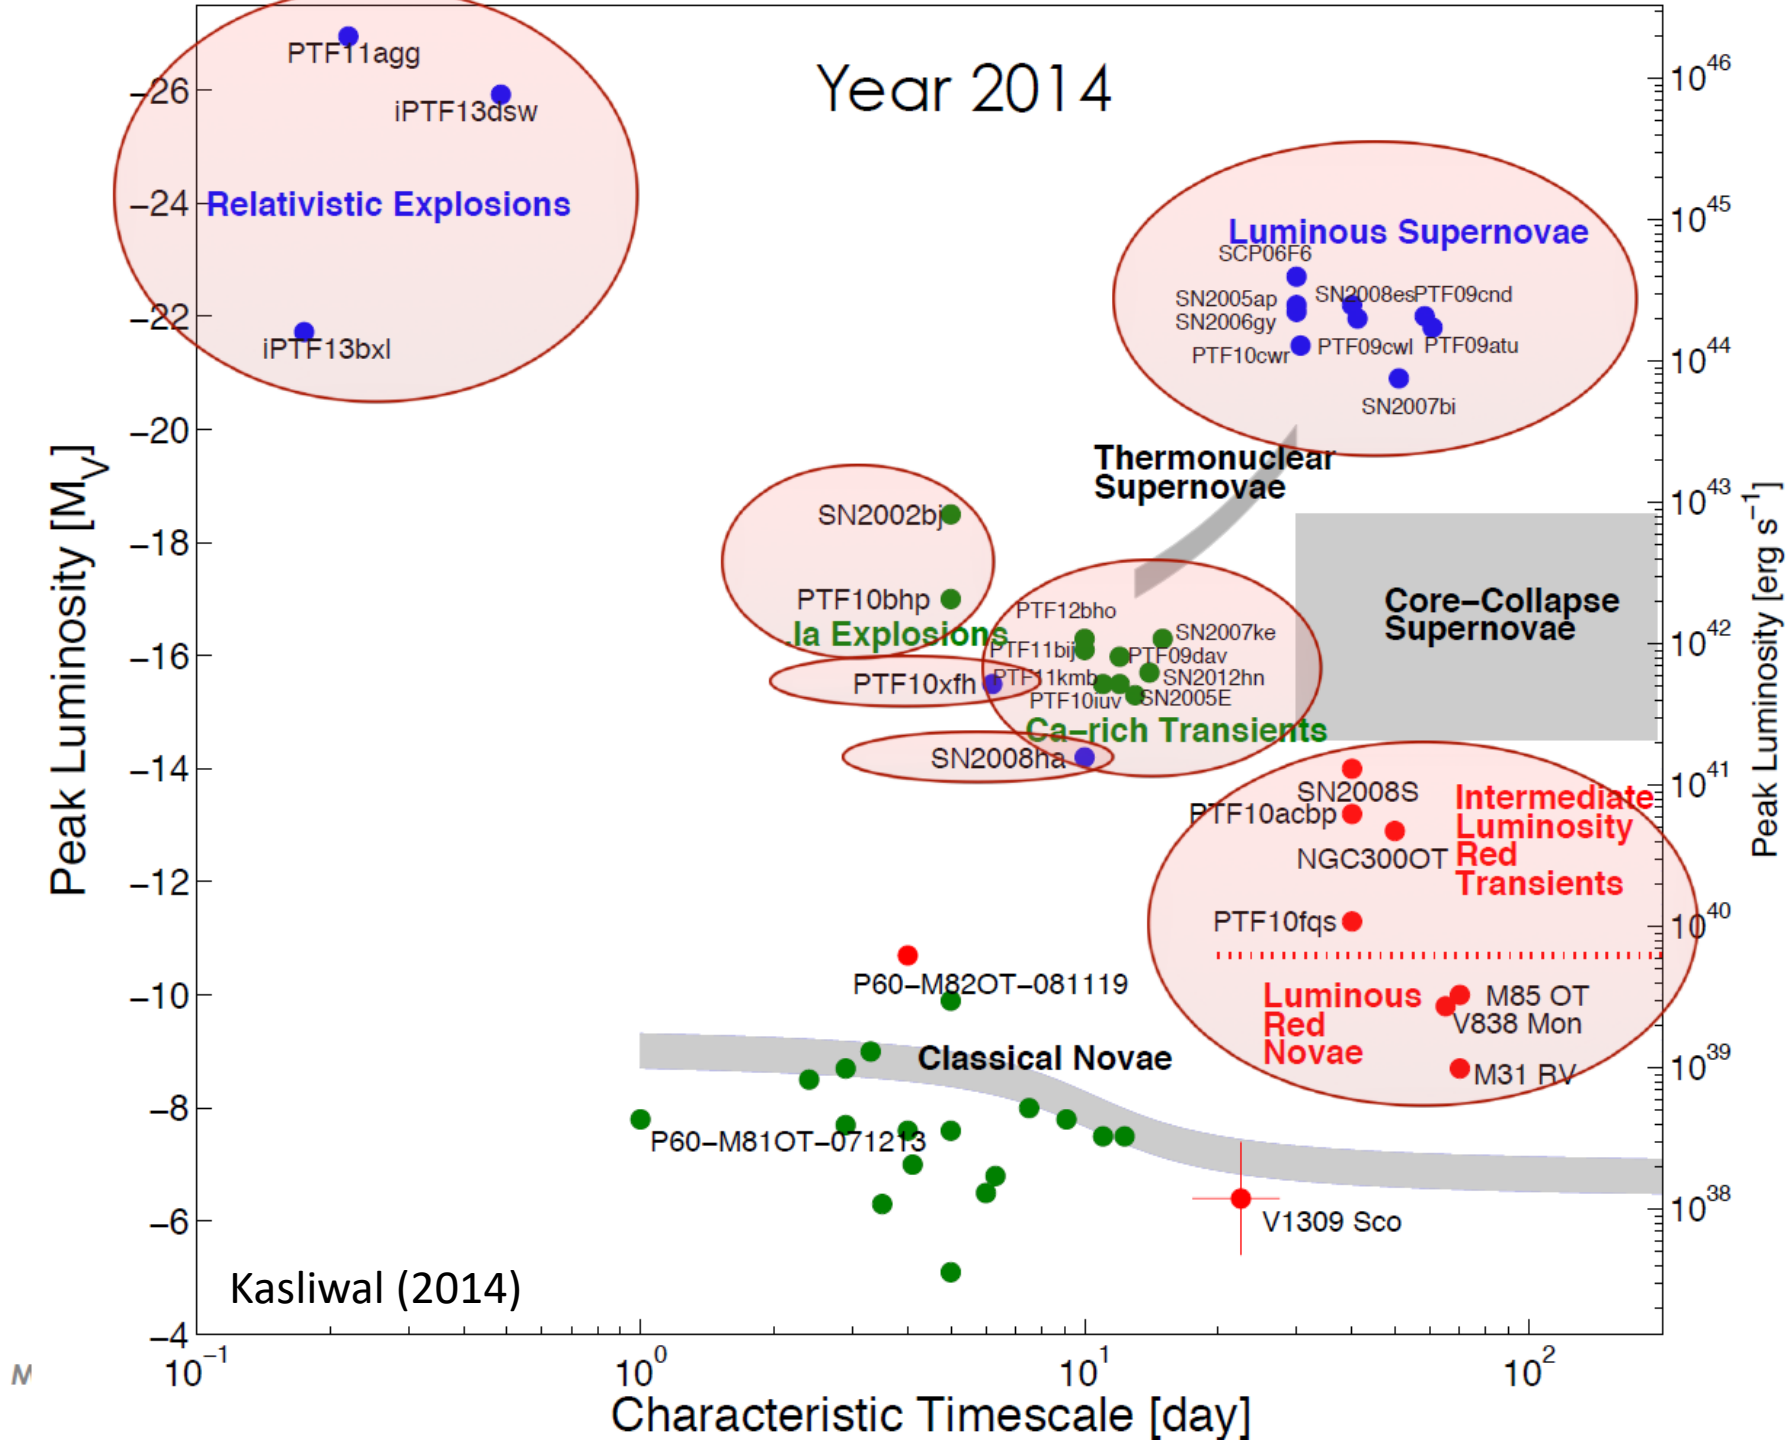 Year 2014
PTF11agg
iPTF13dsw
Relativistic Explosions
iPTF13bxl
Luminous Supernovae
SCP06F6
SN2005ap
SN2006gy
SN2008es
PTF09cnd
PTF10cwr
PTF09cwl
PTF09atu
SN2007bi
Thermonuclear
Supernovae
SN2002bj
PTF10bhp
.Ia Explosions
PTF10xfh
SN2008ha
PTF12bho
PTF11bij
SN2007ke
PTF09dav
PTF11kmb
SN2012hn
PTF10iuv
SN2005E
Ca-rich Transients
Core-Collapse
Supernovae
SN2008S
PTF10acbp
NGC300OT
PTF10fqs
Intermediate
Luminosity
Red
Transients
Luminous
Red
Novae
M85 OT
V838 Mon
M31 RV
P60-M82OT-081119
Classical Novae
P60-M81OT-071213
V1309 Sco
Kasliwal (2014)
Peak Luminosity [M_V]
-26
-24
-22
-20
-18
-16
-14
-12
-10
-8
-6
-4
10^-1
10^0
10^1
10^2
Characteristic Timescale [day]
10^46
10^45
10^44
10^43
10^42
10^41
10^40
10^39
10^38
Peak Luminosity [erg s^-1]
M